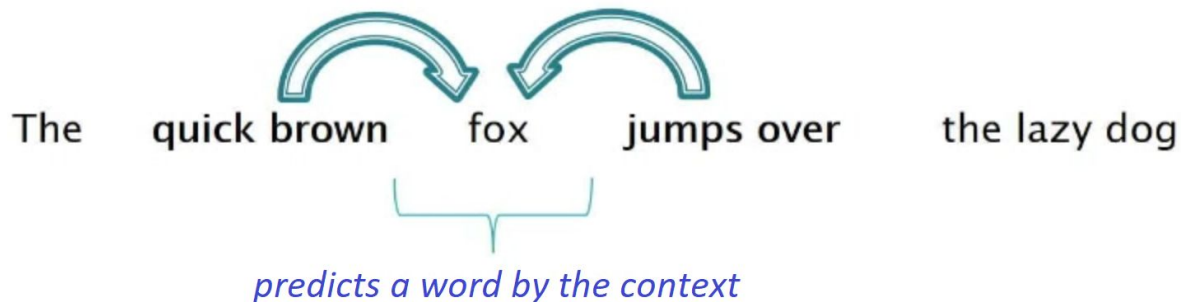 The quick brown fox jumps over the lazy dog
predicts a word by the context